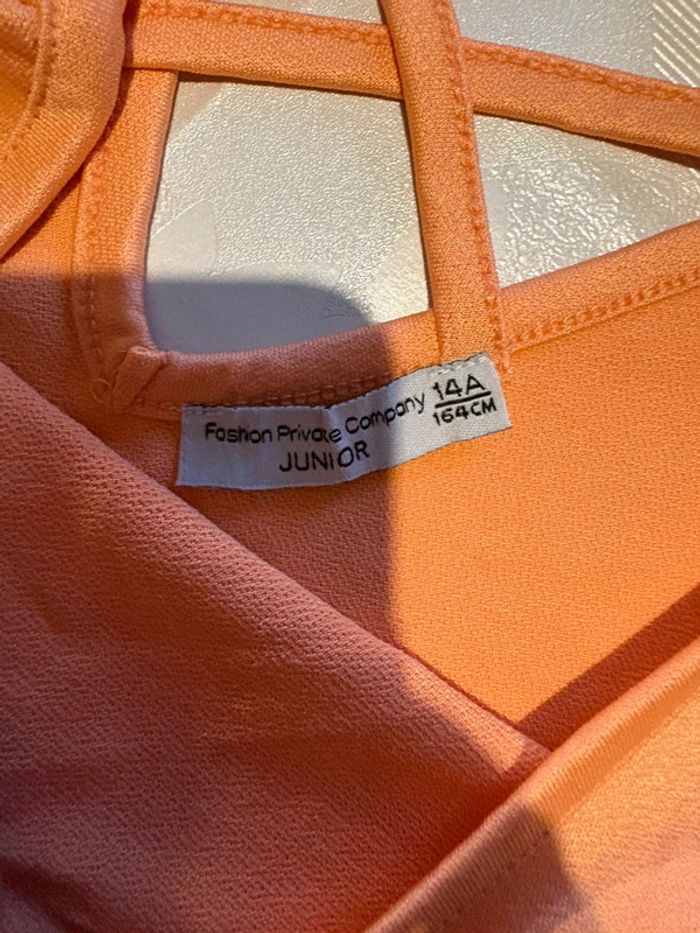 Fashion Private Company
JUNIOR
14A
164CM